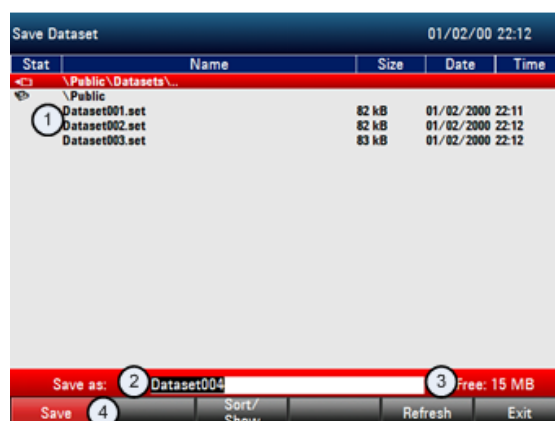 Save Dataset 01/02/00 22:12
Stat Name Size Date Time
\Public\Datasets\...
\Public
1 Dataset001.set 82 kB 01/02/2000 22:11
Dataset002.set 82 kB 01/02/2000 22:12
Dataset003.set 83 kB 01/02/2000 22:12
Save as: 2 Dataset004 3 Free: 15 MB
Save 4 Sort/ Refresh Exit
Show